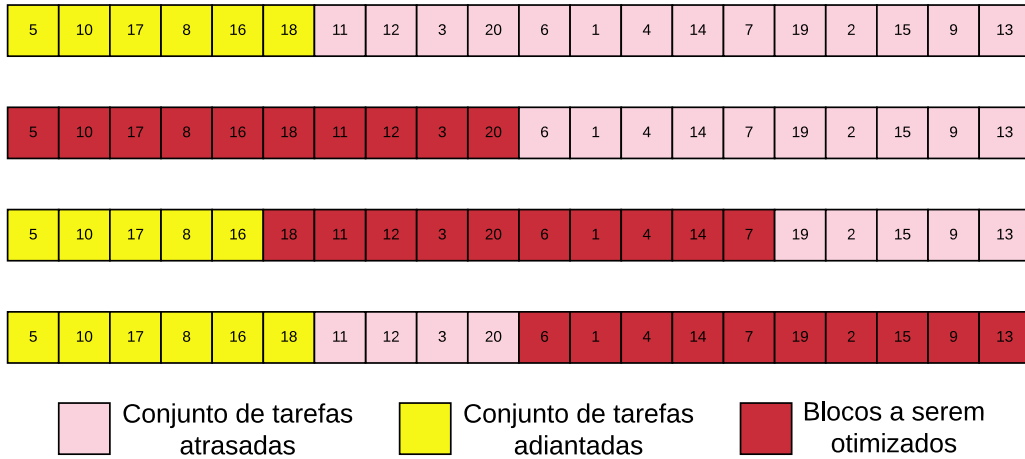 5 10 17 8 16 18 11 12 3 20 6 1 4 14 7 19 2 15 9 13
5 10 17 8 16 18 11 12 3 20 6 1 4 14 7 19 2 15 9 13
5 10 17 8 16 18 11 12 3 20 6 1 4 14 7 19 2 15 9 13
5 10 17 8 16 18 11 12 3 20 6 1 4 14 7 19 2 15 9 13
Conjunto de tarefas
atrasadas
Conjunto de tarefas
adiantadas
Blocos a serem
otimizados